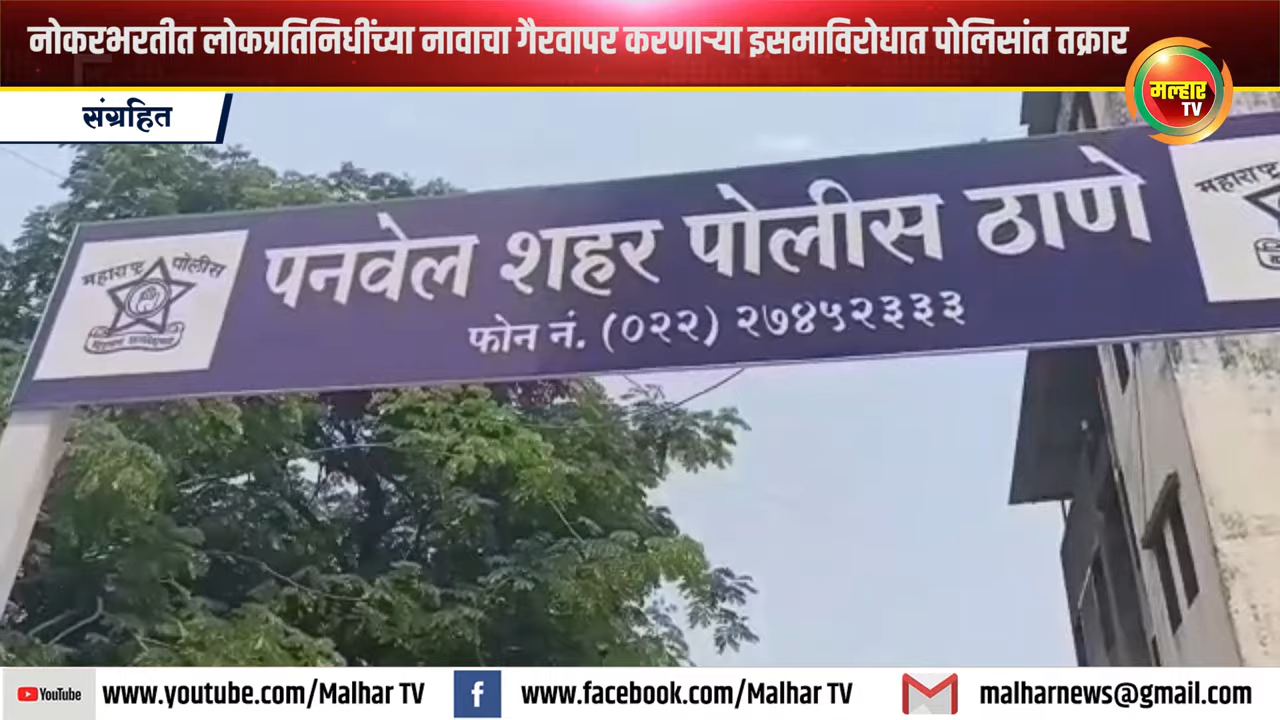 नोकरभरतीत लोकप्रतिनिधींच्या नावाचा गैरवापर करणाऱ्या इसमाविरोधात पोलिसांत तक्रार
मल्हार
TV
संग्रहित
महाराष्ट्र पोलीस
पनवेल शहर पोलीस ठाणे
फोन नं. (०२२) २७४५२३३३
महाराष्ट्र
YouTube www.youtube.com/Malhar TV
www.facebook.com/Malhar TV
malharnews@gmail.com